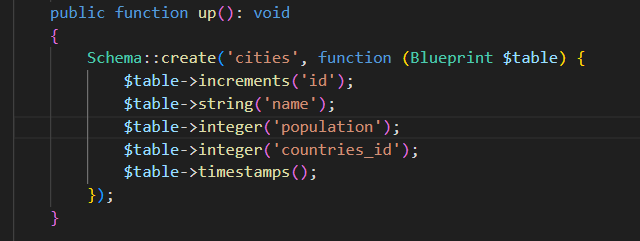 public function up(): void
{
Schema::create('cities', function (Blueprint $table) {
$table->increments('id');
$table->string('name');
$table->integer('population');
$table->integer('countries_id');
$table->timestamps();
});
}